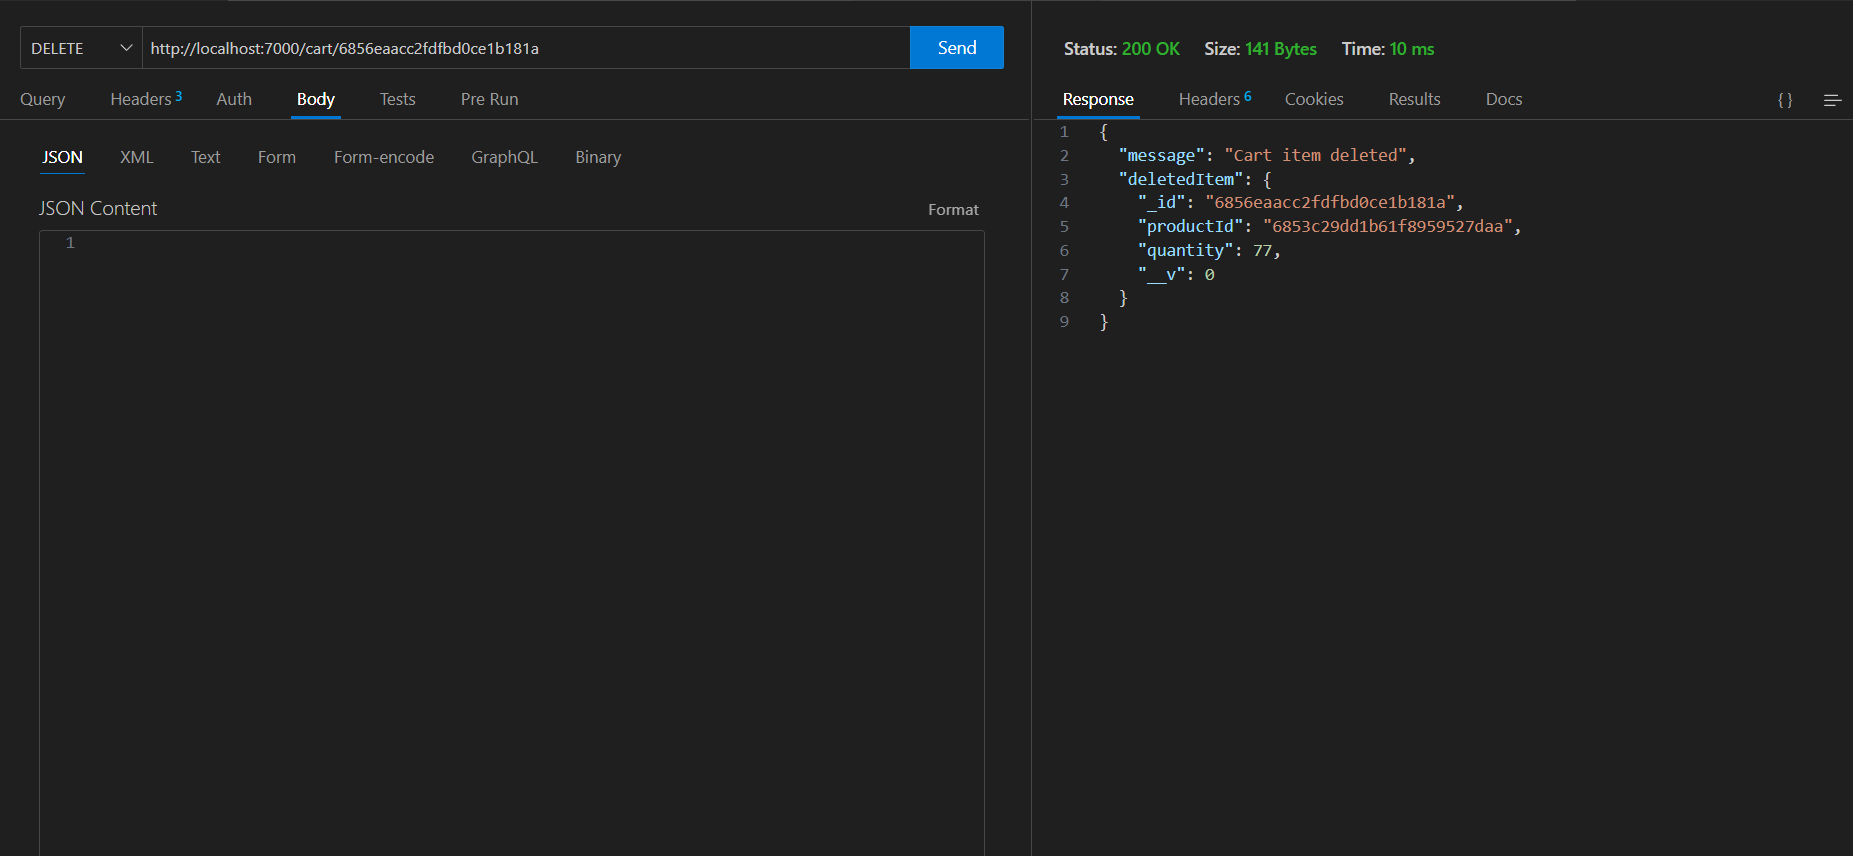 DELETE http://localhost:7000/cart/6856eaacc2fdfbd0ce1b181a Send
Query Headers 3 Auth Body Tests Pre Run
JSON XML Text Form Form-encode GraphQL Binary
JSON Content Format
1
Status: 200 OK Size: 141 Bytes Time: 10 ms
Response Headers 6 Cookies Results Docs { }
1 {
2 "message": "Cart item deleted",
3 "deletedItem": {
4 "_id": "6856eaacc2fdfbd0ce1b181a",
5 "productId": "6853c29dd1b61f8959527daa",
6 "quantity": 77,
7 "__v": 0
8 }
9 }